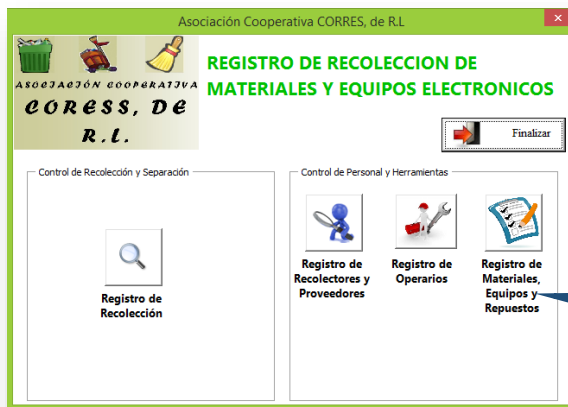 Asociación Cooperativa CORRES, de R.L
ASOCIACIÓN COOPERATIVA
CORESS, DE
R.L.
REGISTRO DE RECOLECCION DE
MATERIALES Y EQUIPOS ELECTRONICOS
Finalizar
Control de Recolección y Separación
Registro de
Recolección
Control de Personal y Herramientas
Registro de
Recolectores y
Proveedores
Registro de
Operarios
Registro de
Materiales,
Equipos y
Repuestos